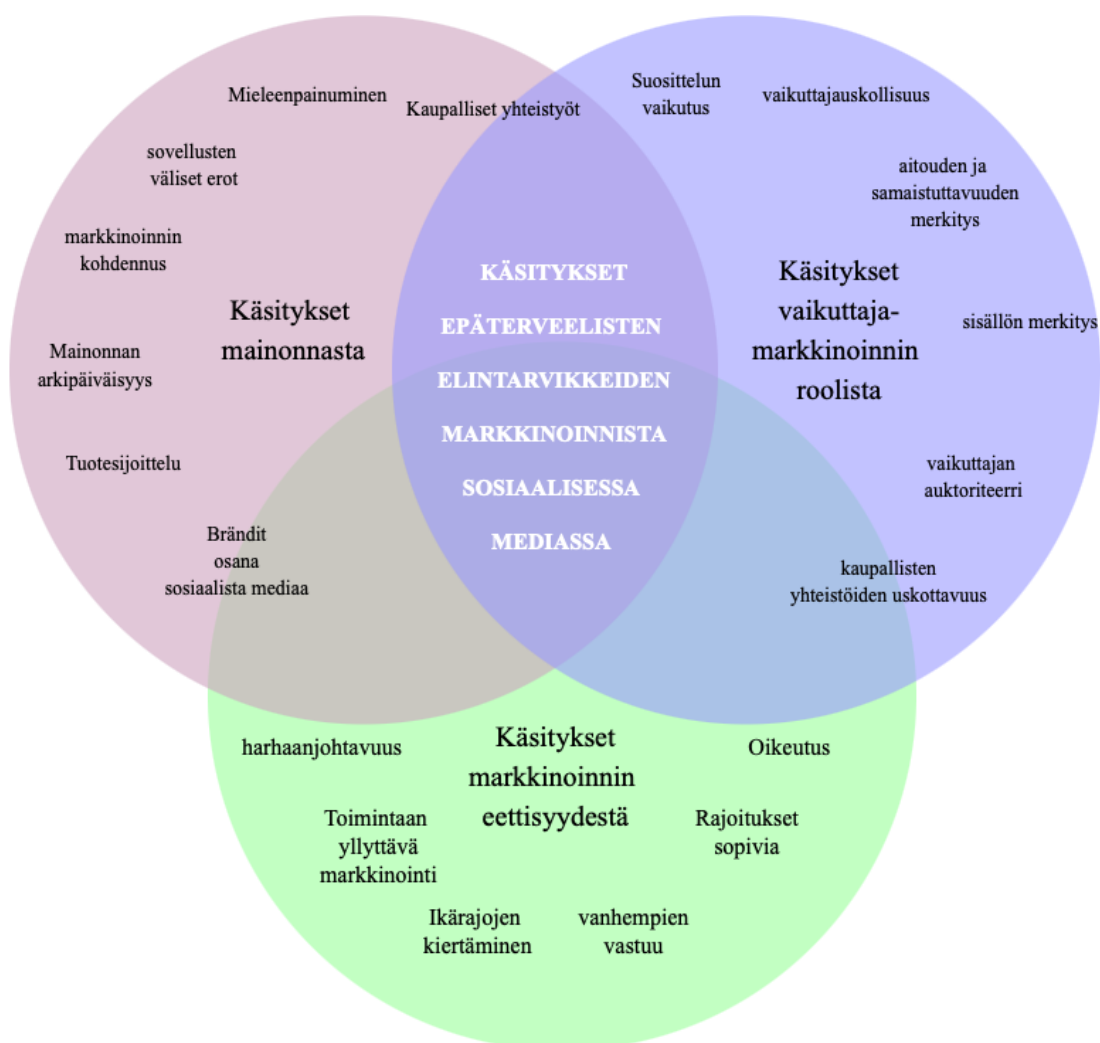 Mieleenpainuminen
Kaupalliset yhteistyöt
sovellusten
väliset erot
markkinoinnin
kohdennus
Käsitykset
mainonnasta
Mainonnan
arkipäiväisyys
Tuotesijoittelu
Brändit
osana
sosiaalista mediaa
KÄSITYKSET
EPÄTERVEELISTEN
ELINTARVIKKEIDEN
MARKKINOINNISTA
SOSIAALISESSA
MEDIASSA
Suosittelun
vaikutus
vaikuttajauskollisuus
aitouden ja
samaistuttavuuden
merkitys
Käsitykset
vaikuttaja-
markkinoinnin
roolista
sisällön merkitys
vaikuttajan
auktoriteerri
kaupallisten
yhteistöiden uskottavuus
harhaanjohtavuus
Käsitykset
markkinoinnin
eettisyydestä
Oikeutus
Toimintaan
yllyttävä
markkinointi
Rajoitukset
sopivia
Ikärajojen
kiertäminen
vanhempien
vastuu